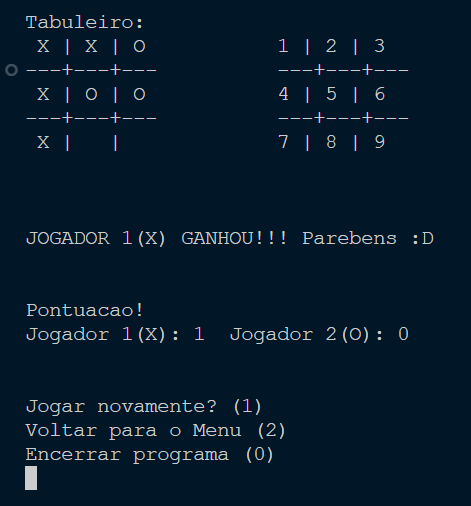 Tabuleiro:
X | X | O          1 | 2 | 3
---+---+---          ---+---+---
X | O | O          4 | 5 | 6
---+---+---          ---+---+---
X |   |            7 | 8 | 9
JOGADOR 1(X) GANHOU!!! Parebens :D
Pontuacao!
Jogador 1(X): 1  Jogador 2(O): 0
Jogar novamente? (1)
Voltar para o Menu (2)
Encerrar programa (0)